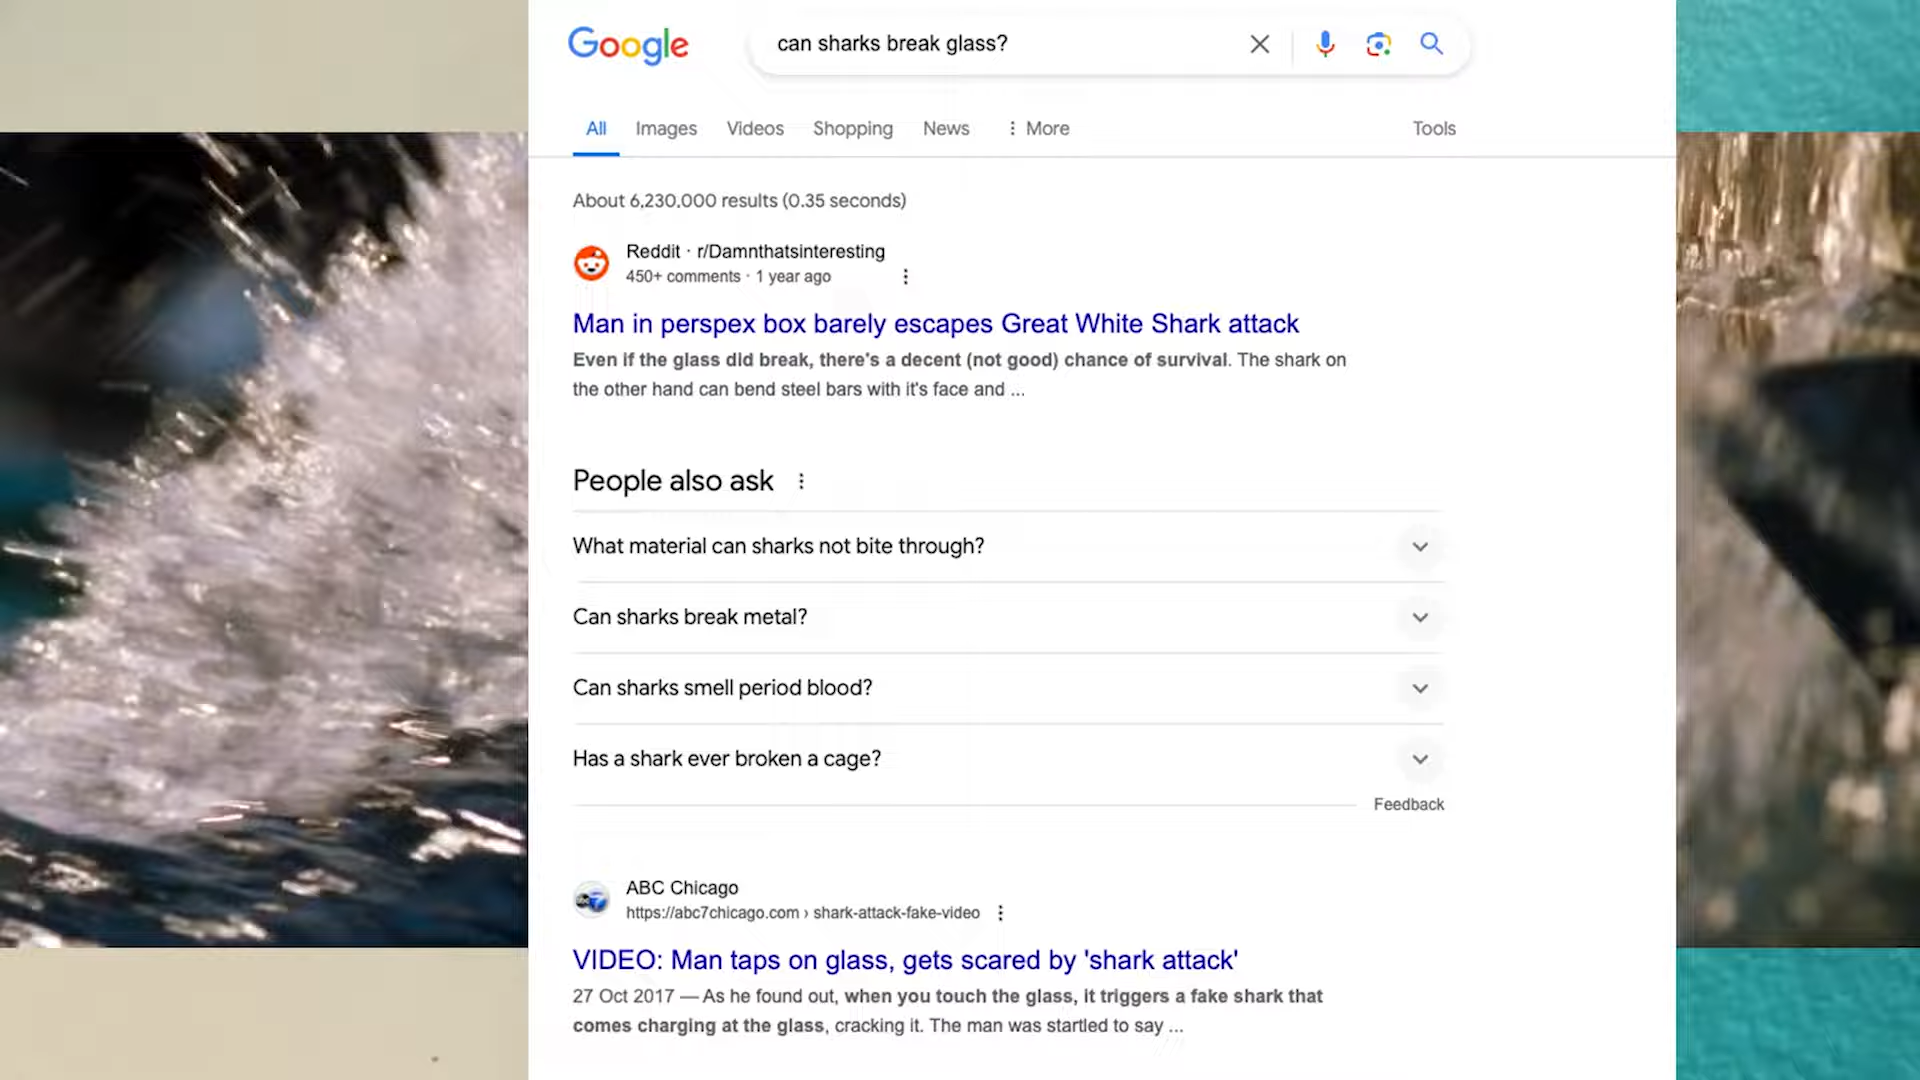 Google
can sharks break glass?
All Images Videos Shopping News More Tools
About 6,230,000 results (0.35 seconds)
Reddit · r/Damnthatsinteresting
450+ comments · 1 year ago
Man in perspex box barely escapes Great White Shark attack
Even if the glass did break, there's a decent (not good) chance of survival. The shark on
the other hand can bend steel bars with it's face and ...
People also ask
What material can sharks not bite through?
Can sharks break metal?
Can sharks smell period blood?
Has a shark ever broken a cage?
Feedback
ABC Chicago
https://abc7chicago.com › shark-attack-fake-video
VIDEO: Man taps on glass, gets scared by 'shark attack'
27 Oct 2017 — As he found out, when you touch the glass, it triggers a fake shark that
comes charging at the glass, cracking it. The man was startled to say ...